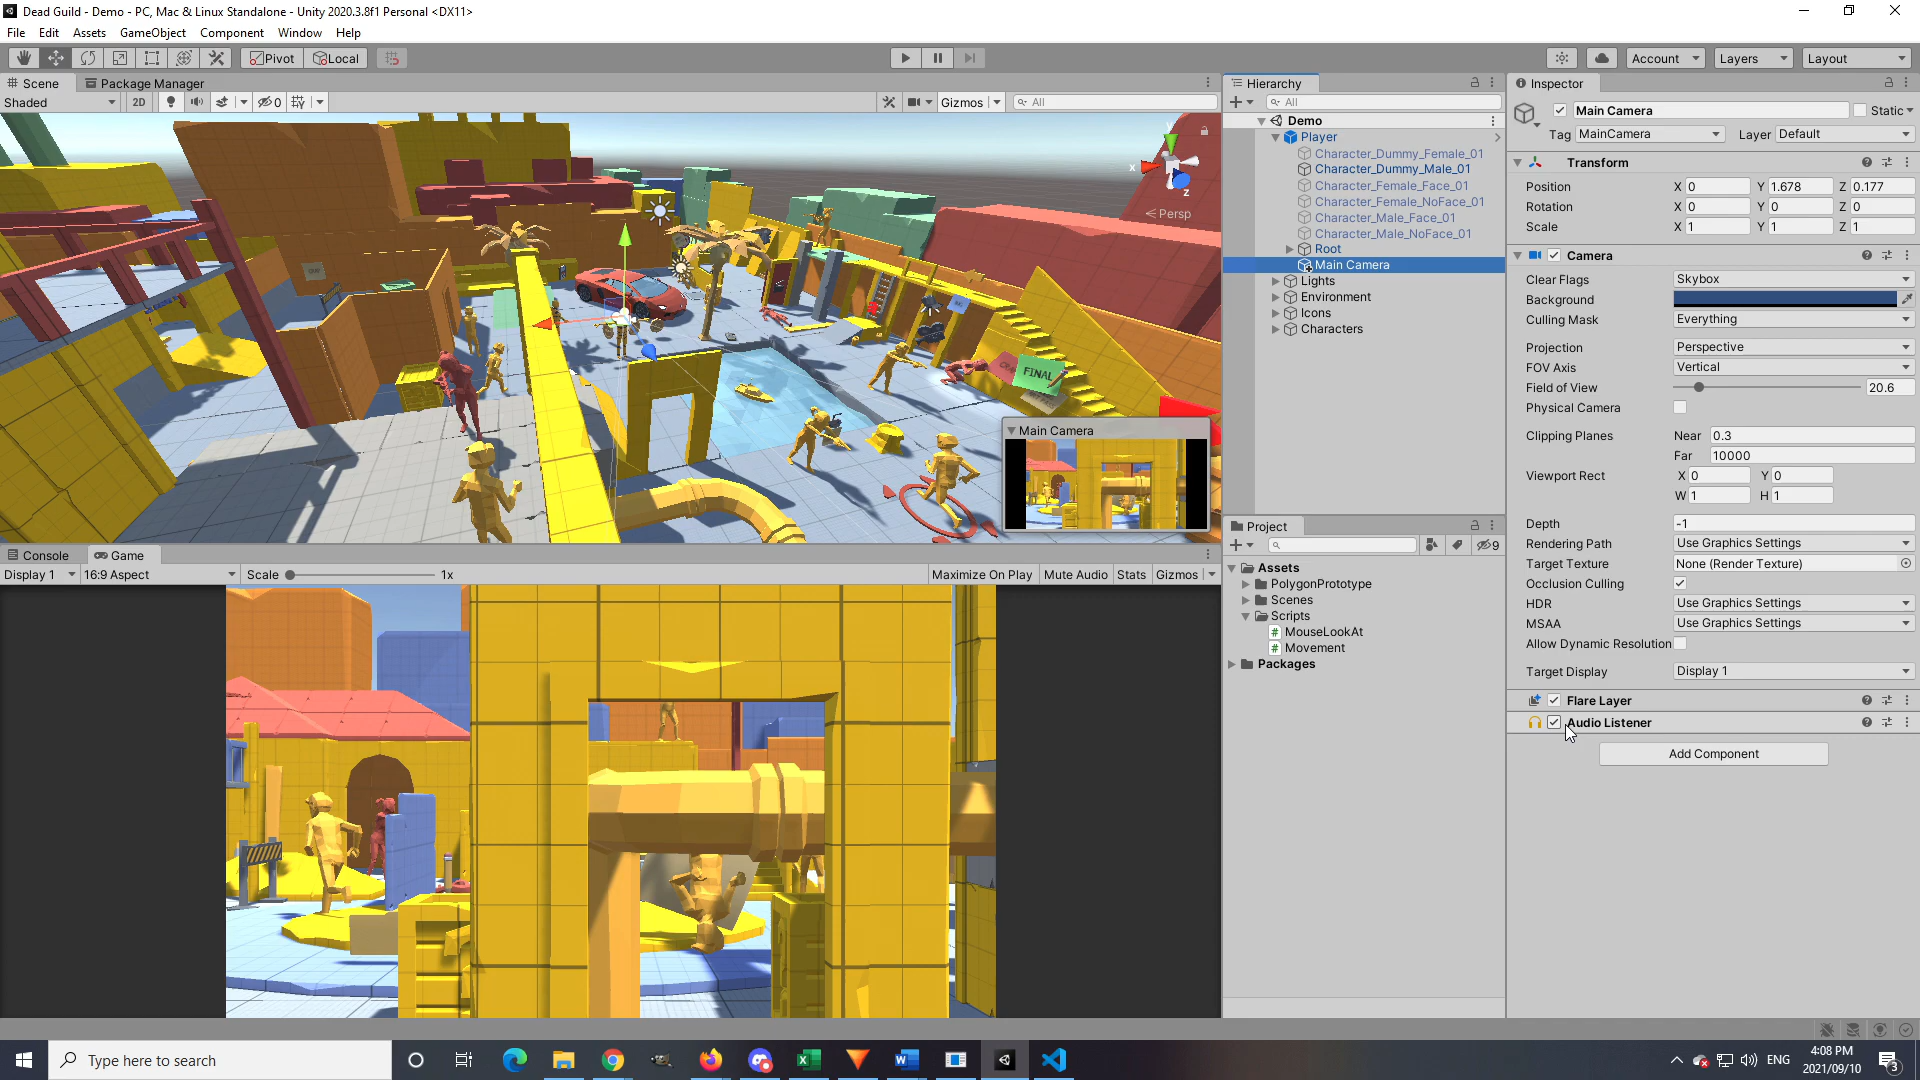 Dead Guild - Demo - PC, Mac & Linux Standalone - Unity 2020.3.8f1 Personal <DX11>
File Edit Assets GameObject Component Window Help
Pivot Local
Account Layers Layout
Scene Package Manager
Shaded 2D 0 Gizmos All
x
z
Persp
FINAL
Main Camera
Console Game
Display 1 16:9 Aspect Scale 1x Maximize On Play Mute Audio Stats Gizmos
Hierarchy
All
Demo
Player
Character_Dummy_Female_01
Character_Dummy_Male_01
Character_Female_Face_01
Character_Female_NoFace_01
Character_Male_Face_01
Character_Male_NoFace_01
Root
Main Camera
Lights
Environment
Icons
Characters
Project
9
Assets
PolygonPrototype
Scenes
Scripts
MouseLookAt
Movement
Packages
Inspector
Main Camera Static
Tag MainCamera Layer Default
Transform
Position X 0 Y 1.678 Z 0.177
Rotation X 0 Y 0 Z 0
Scale X 1 Y 1 Z 1
Camera
Clear Flags Skybox
Background
Culling Mask Everything
Projection Perspective
FOV Axis Vertical
Field of View 20.6
Physical Camera
Clipping Planes Near 0.3
Far 10000
Viewport Rect X 0 Y 0
W 1 H 1
Depth -1
Rendering Path Use Graphics Settings
Target Texture None (Render Texture)
Occlusion Culling
HDR Use Graphics Settings
MSAA Use Graphics Settings
Allow Dynamic Resolution
Target Display Display 1
Flare Layer
Audio Listener
Add Component
Type here to search
ENG
4:08 PM
2021/09/10
3